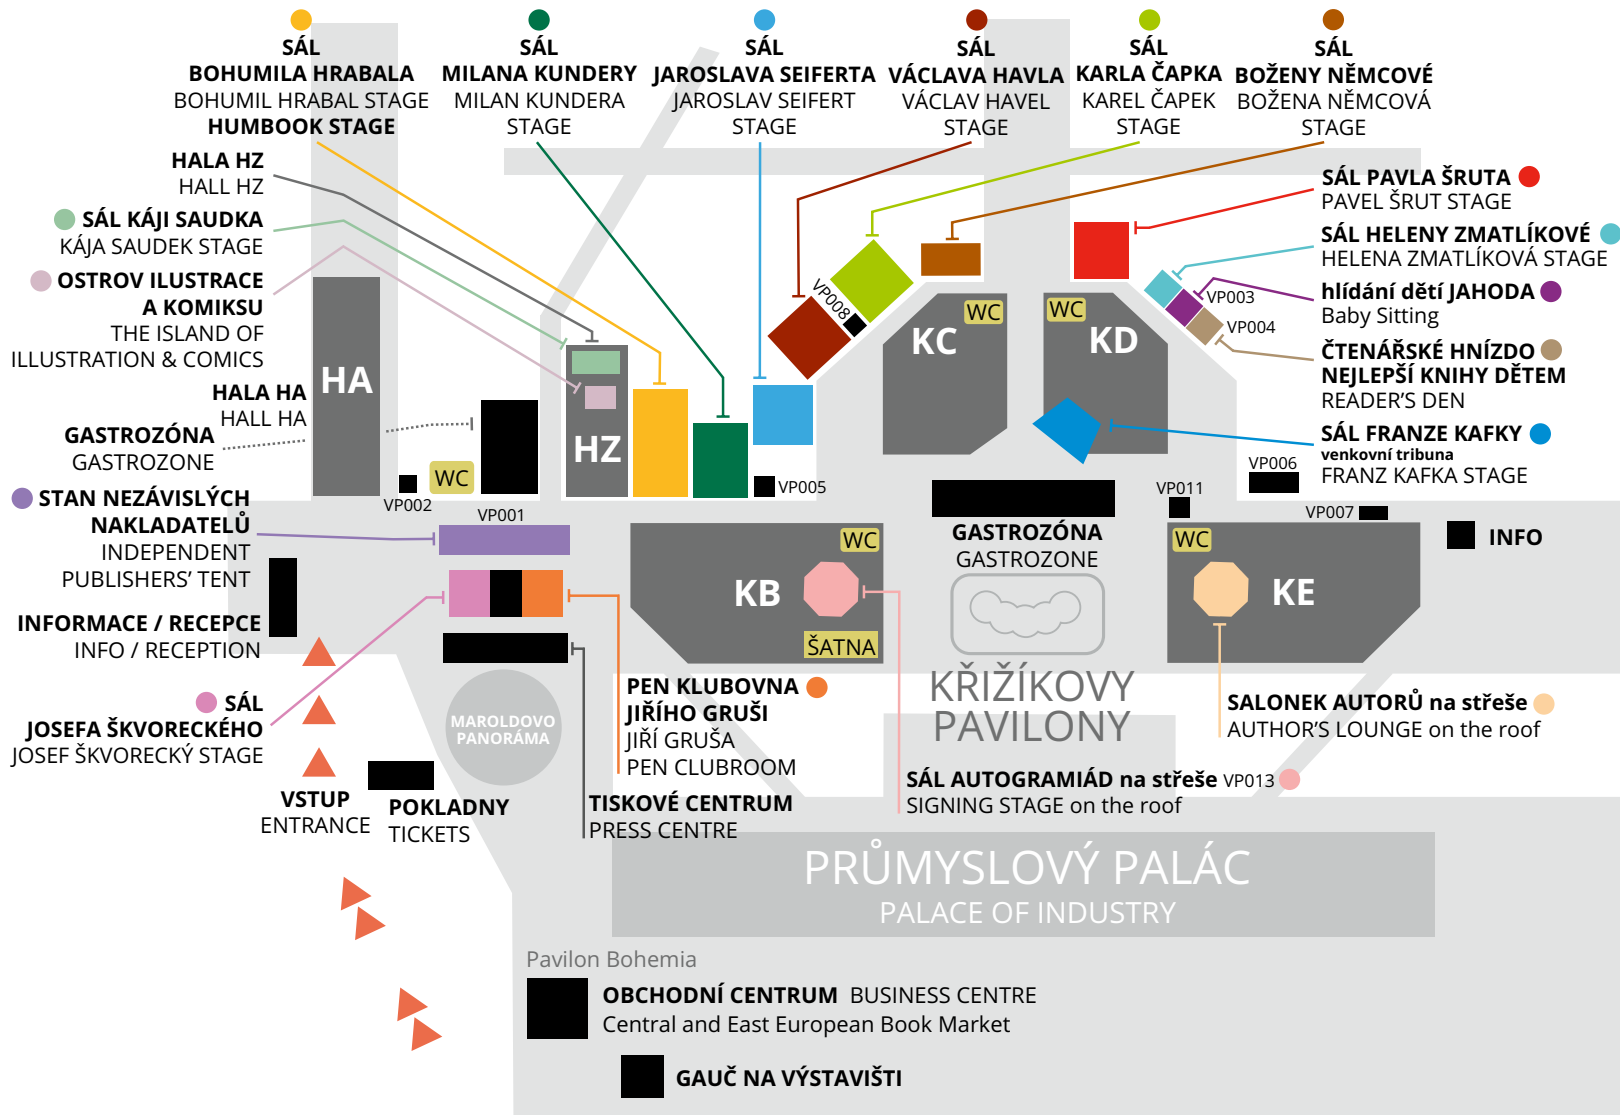 SÁL
BOHUMILA HRABALA
BOHUMIL HRABAL STAGE
HUMBOOK STAGE
SÁL
MILANA KUNDERY
MILAN KUNDERA
STAGE
SÁL
JAROSLAVA SEIFERTA
JAROSLAV SEIFERT
STAGE
SÁL
VÁCLAVA HAVLA
VÁCLAV HAVEL
STAGE
SÁL
KARLA ČAPKA
KAREL ČAPEK
STAGE
SÁL
BOŽENY NĚMCOVÉ
BOŽENA NĚMCOVÁ
STAGE
HALA HZ
HALL HZ
SÁL KÁJI SAUDKA
KÁJA SAUDEK STAGE
OSTROV ILUSTRACE
A KOMIKSU
THE ISLAND OF
ILLUSTRATION & COMICS
HALA HA
HALL HA
GASTROZÓNA
GASTROZONE
STAN NEZÁVISLÝCH
NAKLADATELŮ
INDEPENDENT
PUBLISHERS' TENT
INFORMACE / RECEPCE
INFO / RECEPTION
SÁL
JOSEFA ŠKVORECKÉHO
JOSEF ŠKVORECKÝ STAGE
VSTUP
ENTRANCE
POKLADNY
TICKETS
HA
WC
VP002
VP001
HZ
VP005
VP008
WC
KC
WC
KD
VP003
VP004
SÁL PAVLA ŠRUTA
PAVEL ŠRUT STAGE
SÁL HELENY ZMATLÍKOVÉ
HELENA ZMATLÍKOVÁ STAGE
hlídání dětí JAHODA
Baby Sitting
ČTENÁŘSKÉ HNÍZDO
NEJLEPŠÍ KNIHY DĚTEM
READER'S DEN
SÁL FRANZE KAFKY
venkovní tribuna
FRANZ KAFKA STAGE
VP006
VP011
VP007
INFO
GASTROZÓNA
GASTROZONE
WC
KB
ŠATNA
WC
KE
KŘIŽÍKOVY
PAVILONY
MAROLDOVO
PANORÁMA
PEN KLUBOVNA
JIŘÍHO GRUŠI
JIŘÍ GRUŠA
PEN CLUBROOM
TISKOVÉ CENTRUM
PRESS CENTRE
SALONEK AUTORŮ na střeše
AUTHOR'S LOUNGE on the roof
SÁL AUTOGRAMIÁD na střeše VP013
SIGNING STAGE on the roof
PRŮMYSLOVÝ PALÁC
PALACE OF INDUSTRY
Pavilon Bohemia
OBCHODNÍ CENTRUM BUSINESS CENTRE
Central and East European Book Market
GAUČ NA VÝSTAVIŠTI